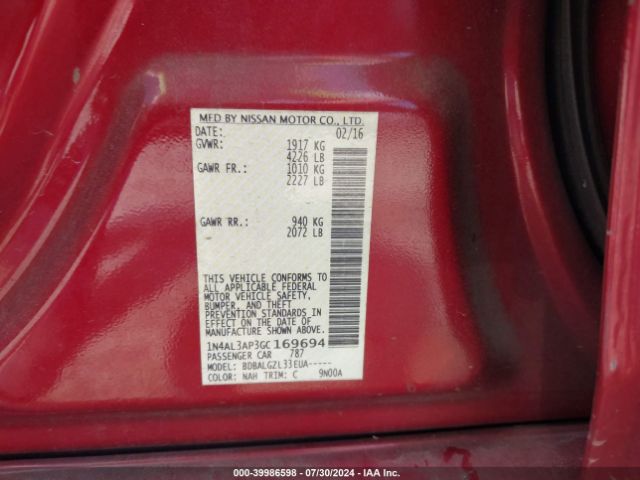 MFD BY NISSAN MOTOR CO., LTD.
DATE: 02/16
GVWR: 1917 KG
4226 LB
GAWR FR.: 1010 KG
2227 LB
GAWR RR.: 940 KG
2072 LB
THIS VEHICLE CONFORMS TO
ALL APPLICABLE FEDERAL
MOTOR VEHICLE SAFETY,
BUMPER, AND THEFT
PREVENTION STANDARDS IN
EFFECT ON THE DATE OF
MANUFACTURE SHOWN ABOVE.
1N4AL3AP3GC169694
PASSENGER CAR 787
MODEL: BDBALGZL33EUA-----
COLOR: NAH TRIM: C 9N00A
000-39986598 - 07/30/2024 - IAA Inc.